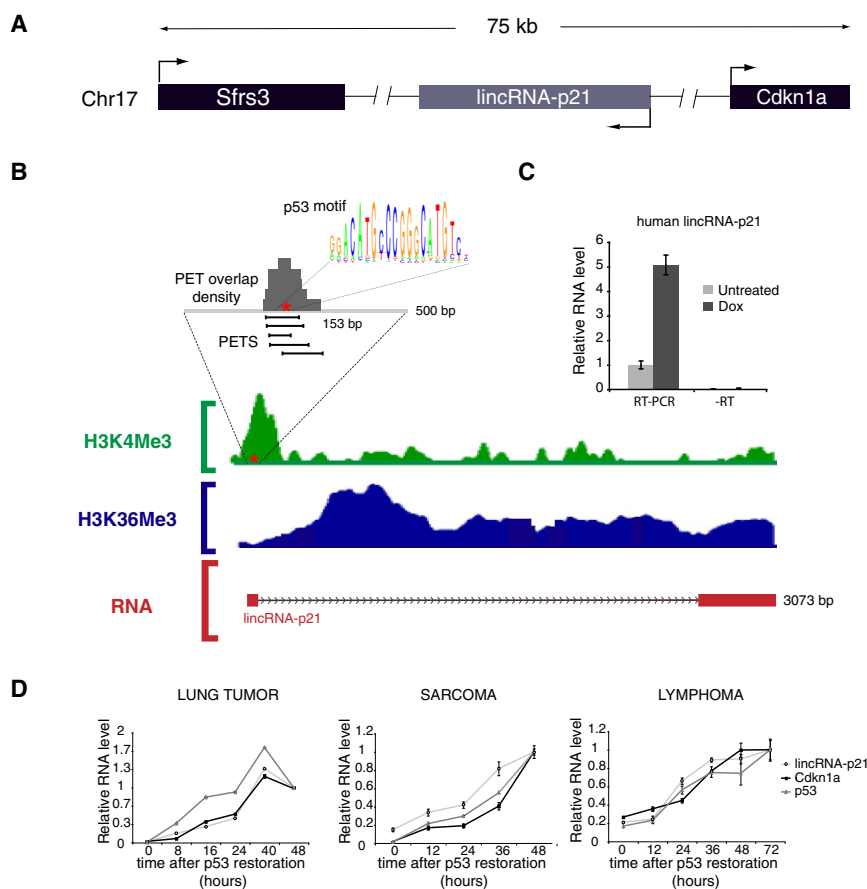 A
75 kb
Chr17
Sfrs3
lincRNA-p21
Cdkn1a
B
p53 motif
GGACATGCCCGGGCATGTC
PET overlap
density
500 bp
153 bp
PETS
H3K4Me3
H3K36Me3
RNA
lincRNA-p21
3073 bp
C
human lincRNA-p21
Relative RNA level
6
5
4
3
2
1
0
Untreated
Dox
RT-PCR
-RT
D
LUNG TUMOR
Relative RNA level
2
1.7
1.3
1
0.7
0.3
0
0 8 16 24 40 48
time after p53 restoration
(hours)
SARCOMA
Relative RNA level
1.2
1
0.8
0.6
0.4
0.2
0
0 12 24 36 48
time after p53 restoration
(hours)
LYMPHOMA
Relative RNA level
1.2
1
0.8
0.6
0.4
0.2
0
0 12 24 36 48 72
time after p53 restoration
(hours)
lincRNA-p21
Cdkn1a
p53